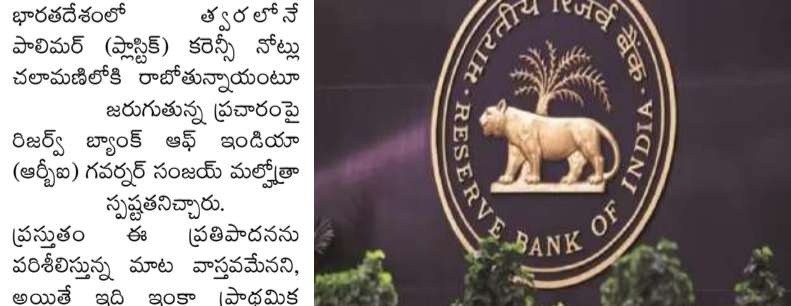 భారతదేశంలో త్వరలోనే
పాలిమర్ (ప్లాస్టిక్) కరెన్సీ నోట్లు
చలామణిలోకి రాబోతున్నాయంటూ
జరుగుతున్న ప్రచారంపై
రిజర్వ్ బ్యాంక్ ఆఫ్ ఇండియా
(ఆర్బీఐ) గవర్నర్ సంజయ్ మల్హోత్రా
స్పష్టతనిచ్చారు.
ప్రస్తుతం ఈ ప్రతిపాదనను
పరిశీలిస్తున్న మాట వాస్తవమేనని,
అయితే ఇది ఇంకా ప్రాథమిక
भारतीय रिज़र्व बैंक
RESERVE BANK OF INDIA